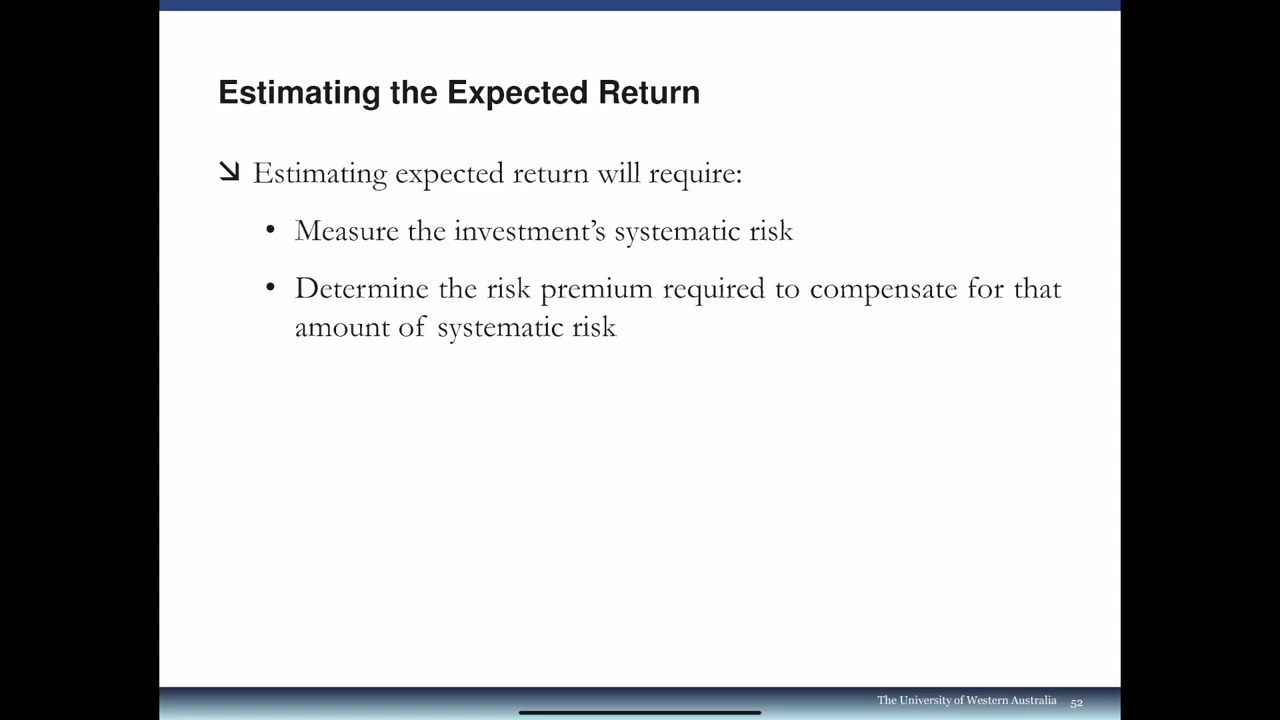 Estimating the Expected Return
Estimating expected return will require:
• Measure the investment’s systematic risk
• Determine the risk premium required to compensate for that
amount of systematic risk
The University of Western Australia 52